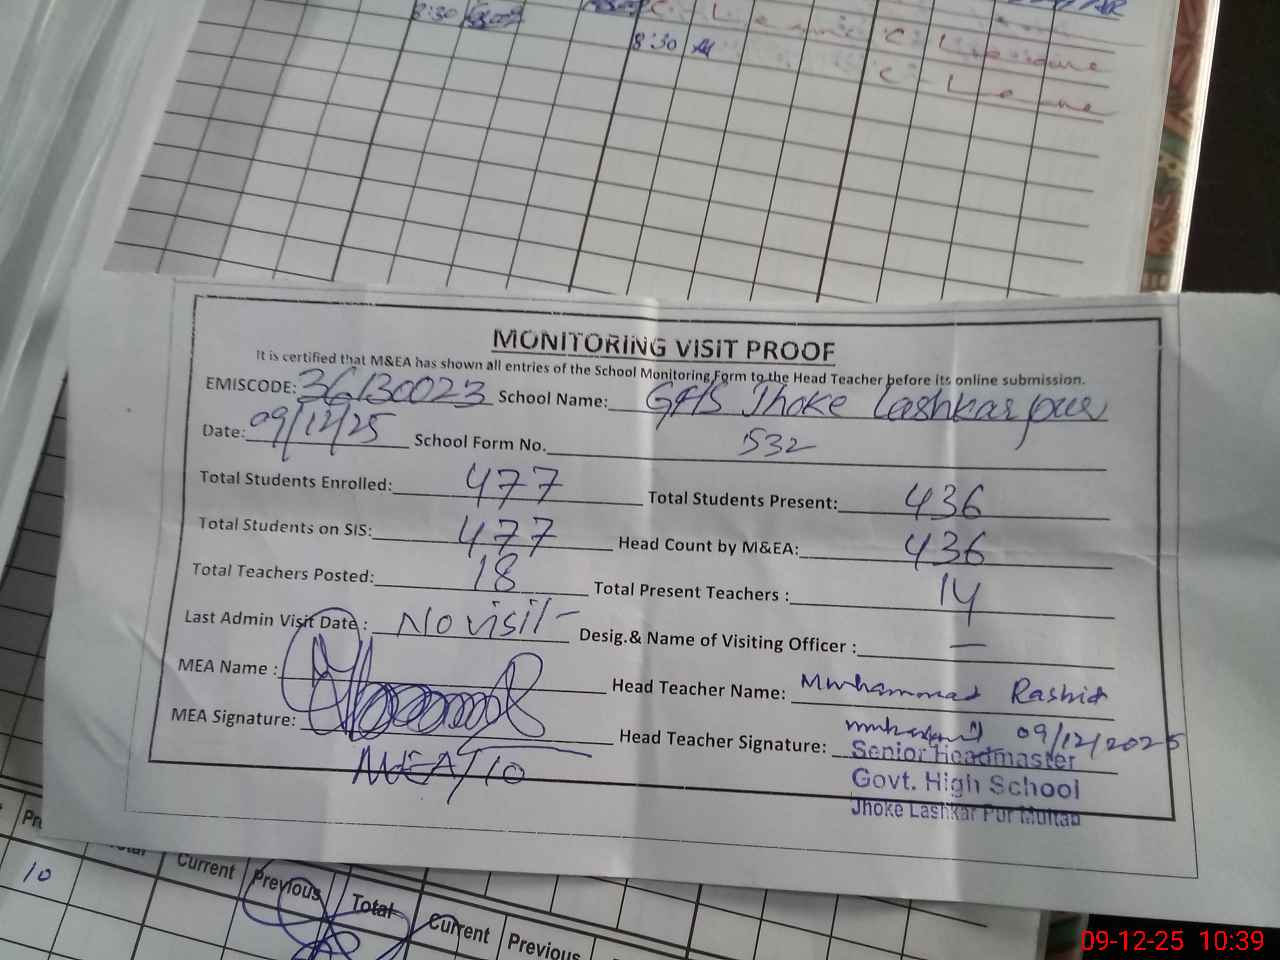 8:30
8:30
C L
C Leave
C - L
MONITORING VISIT PROOF
It is certified that M&EA has shown all entries of the School Monitoring Form to the Head Teacher before its online submission.
EMISCODE: 36130023 School Name: GHS Jhoke Lashkar pur
Date: 09/12/25 School Form No. 532
Total Students Enrolled: 477 Total Students Present: 436
Total Students on SIS: 477 Head Count by M&EA: 436
Total Teachers Posted: 18 Total Present Teachers : 14
Last Admin Visit Date : No visit Desig.& Name of Visiting Officer : —
MEA Name : Head Teacher Name: Muhammad Rashid
MEA Signature: Head Teacher Signature: 09/12/2025
MEA/10
Senior Headmaster
Govt. High School
Jhoke Lashkar Pur Multan
10
Current Previous Total Current Previous
09-12-25 10:39